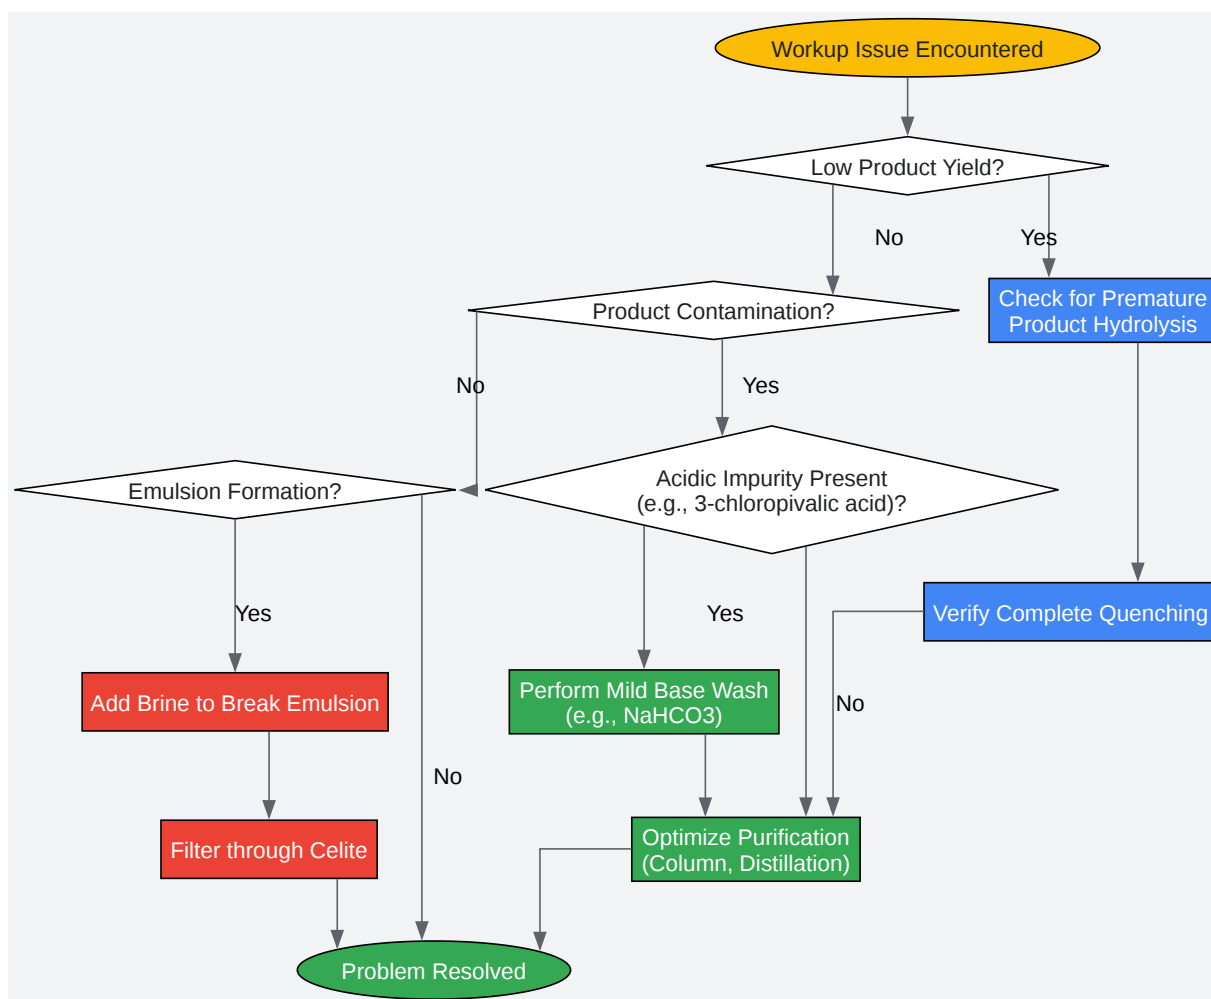 Workup Issue Encountered
Low Product Yield?
No
Yes
Check for Premature
Product Hydrolysis
Product Contamination?
No
Yes
Emulsion Formation?
Acidic Impurity Present
(e.g., 3-chloropivalic acid)?
Yes
Yes
Verify Complete Quenching
Add Brine to Break Emulsion
Perform Mild Base Wash
(e.g., NaHCO3)
No
No
Filter through Celite
Optimize Purification
(Column, Distillation)
Problem Resolved